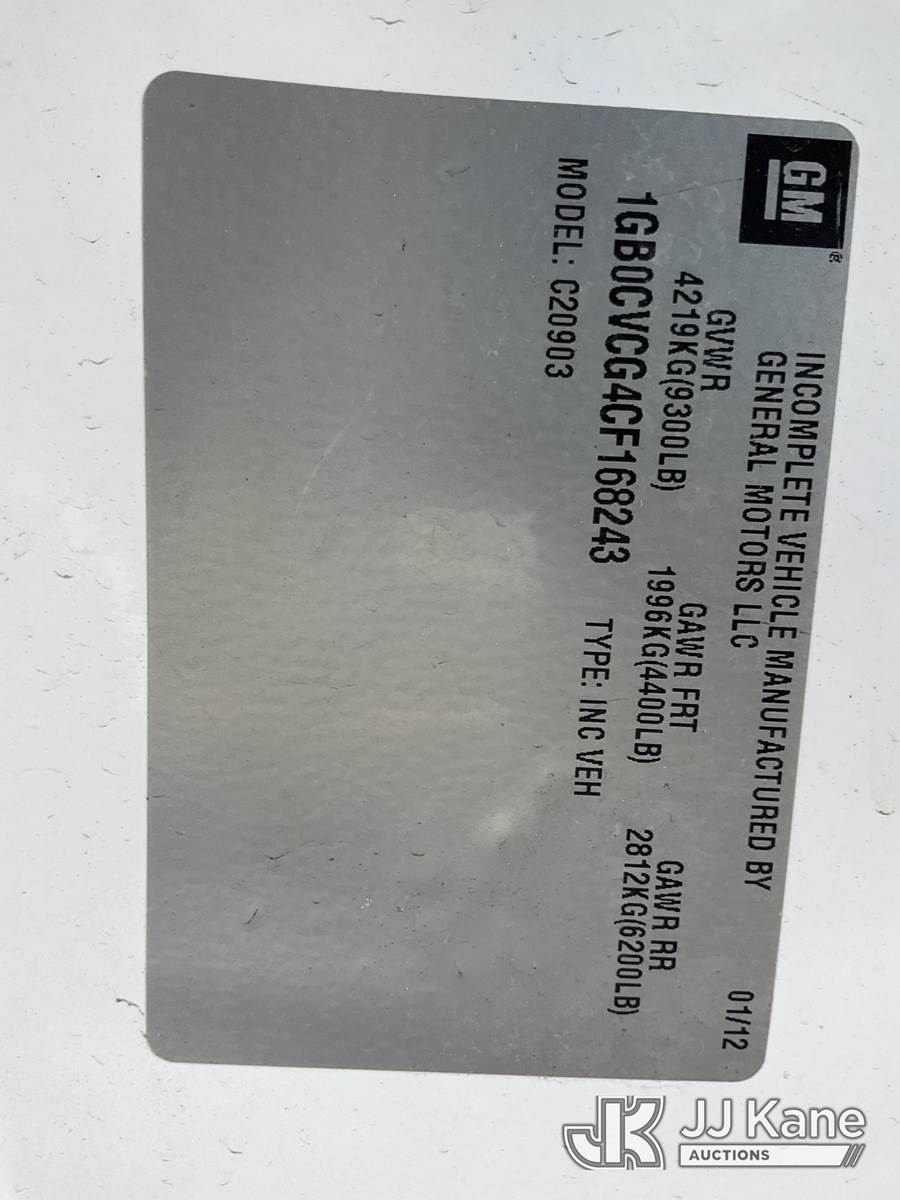 GM
INCOMPLETE VEHICLE MANUFACTURED BY
GENERAL MOTORS LLC
01/12
GVWR
GAWR FRT
GAWR RR
4219KG(9300LB)
1996KG(4400LB)
2812KG(6200LB)
1GB0CVCG4CF168243
TYPE: INC VEH
MODEL: C20903
JK JJ Kane
AUCTIONS